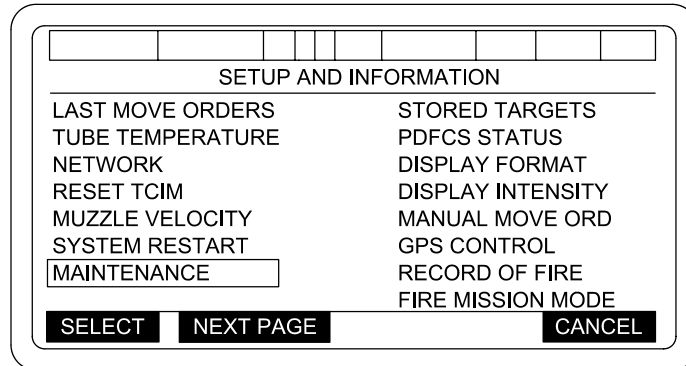 SETUP AND INFORMATION
LAST MOVE ORDERS
TUBE TEMPERATURE
NETWORK
RESET TCIM
MUZZLE VELOCITY
SYSTEM RESTART
MAINTENANCE
STORED TARGETS
PDFCS STATUS
DISPLAY FORMAT
DISPLAY INTENSITY
MANUAL MOVE ORD
GPS CONTROL
RECORD OF FIRE
FIRE MISSION MODE
SELECT NEXT PAGE CANCEL